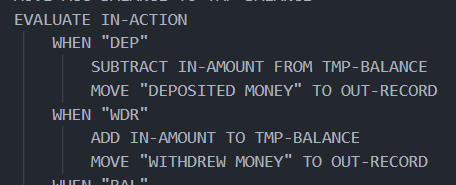 EVALUATE IN-ACTION
WHEN "DEP"
SUBTRACT IN-AMOUNT FROM TMP-BALANCE
MOVE "DEPOSITED MONEY" TO OUT-RECORD
WHEN "WDR"
ADD IN-AMOUNT TO TMP-BALANCE
MOVE "WITHDREW MONEY" TO OUT-RECORD
WHEN "BAL"